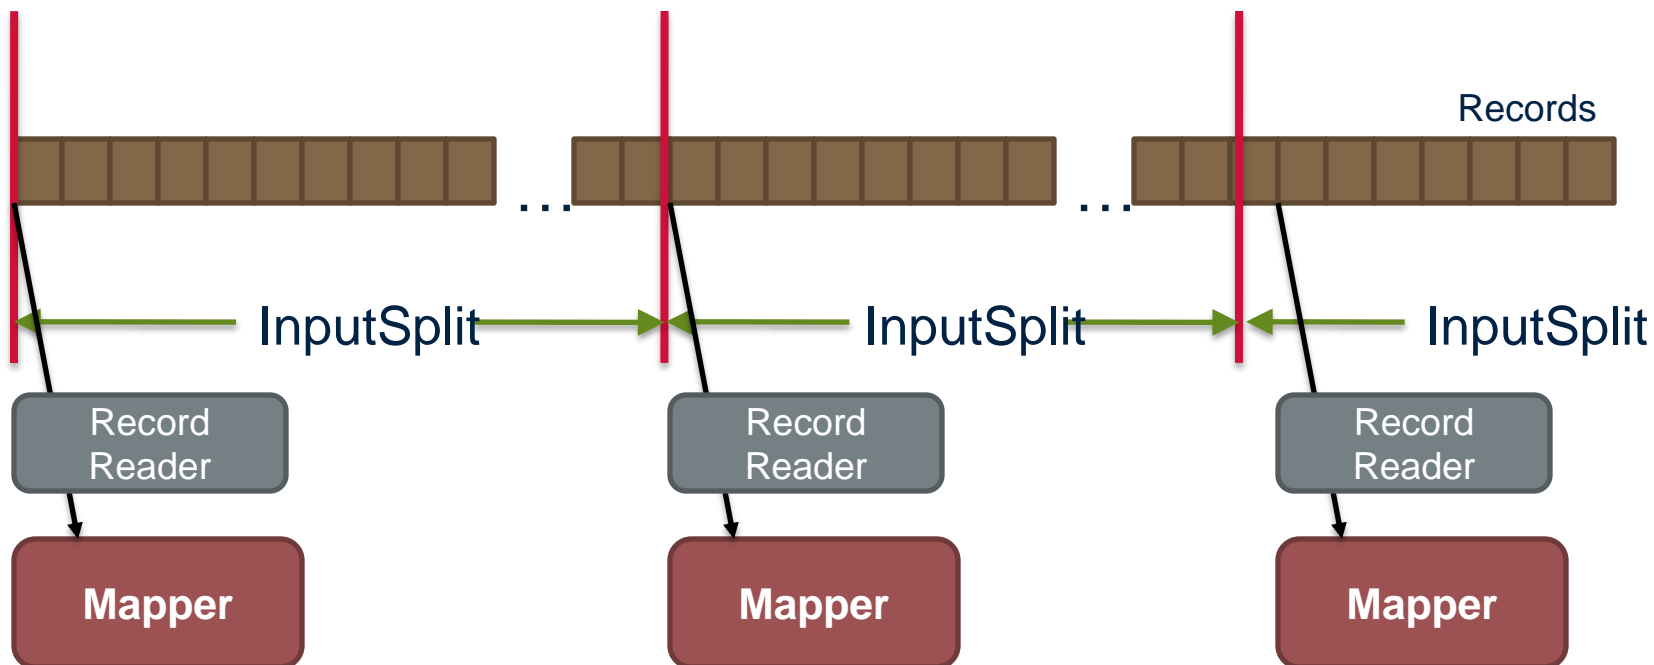 Records
… …
InputSplit InputSplit InputSplit
Record Record Record
Reader Reader Reader
Mapper Mapper Mapper